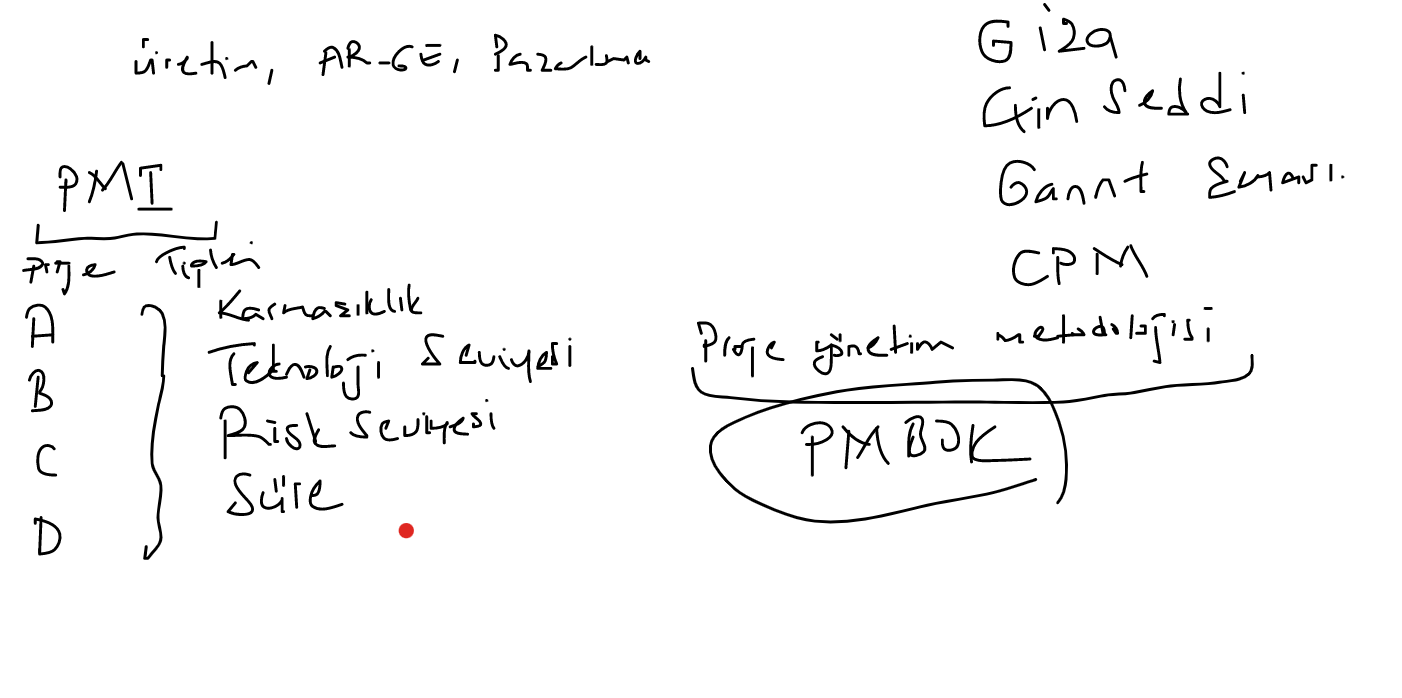 üretim, AR-GE, Pazarlama
PMI
Proje Tipleri
A
B
C
D
Karmaşıklık
Teknoloji Seviyesi
Risk Seviyesi
Süre
Giza
Çin Seddi
Gannt Şeması.
CPM
Proje yönetim metodolojisi
PMBOK